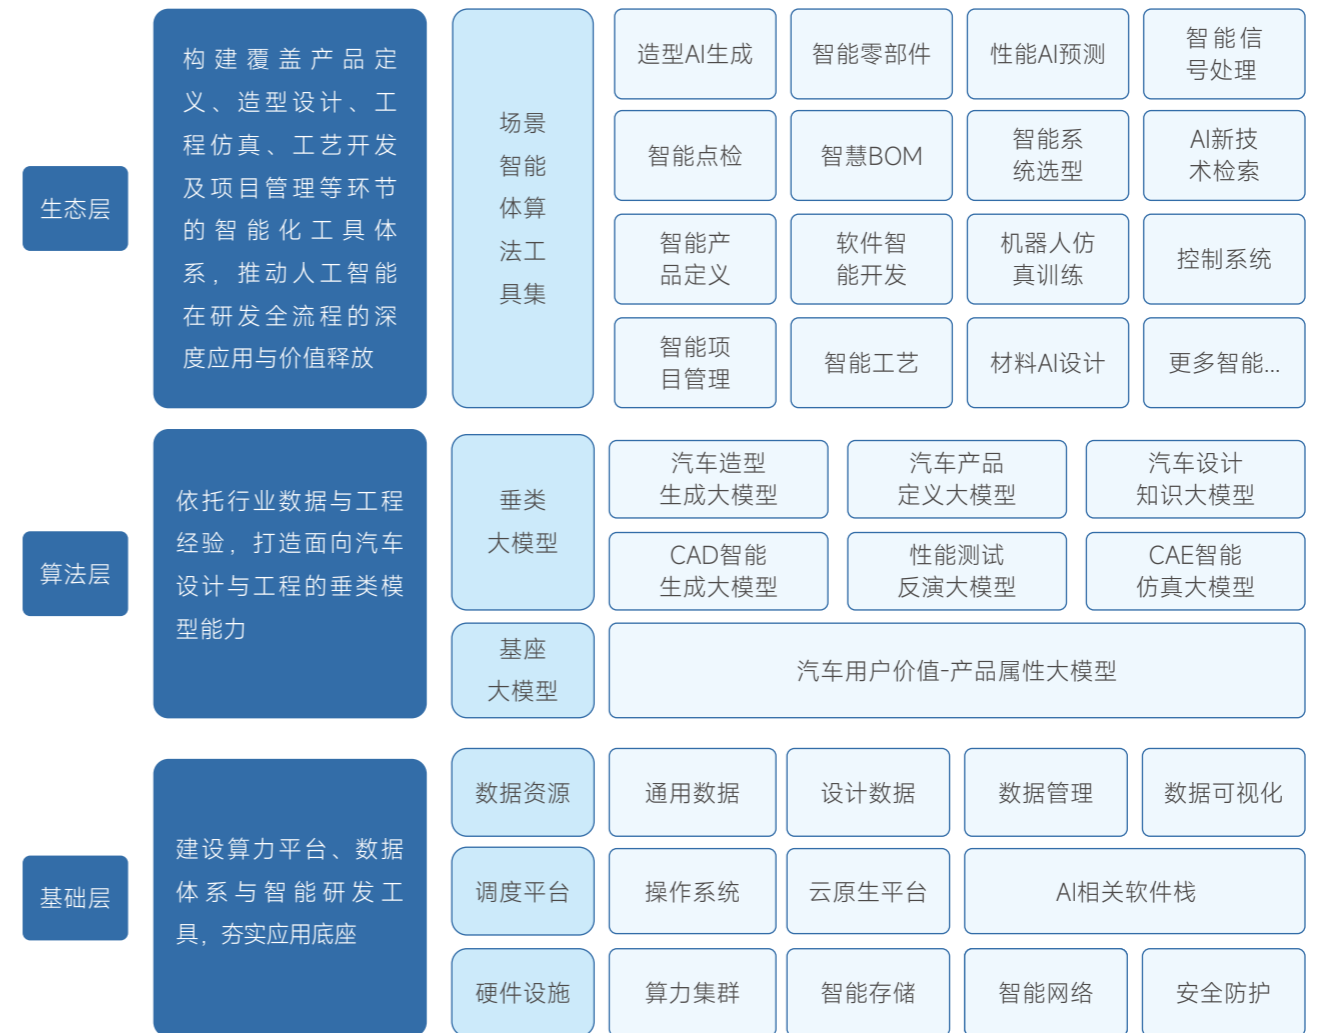 生态层
构建覆盖产品定
义、造型设计、工
程仿真、工艺开发
及项目管理等环节
的智能化工具体
系，推动人工智能
在研发全流程的深
度应用与价值释放
场景
智能
体算
法工
具集
造型AI生成
智能零部件
性能AI预测
智能信
号处理
智能点检
智慧BOM
智能系
统选型
AI新技
术检索
智能产
品定义
软件智
能开发
机器人仿
真训练
控制系统
智能项
目管理
智能工艺
材料AI设计
更多智能...
算法层
依托行业数据与工程
经验，打造面向汽车
设计与工程的垂类模
型能力
垂类
大模型
汽车造型
生成大模型
汽车产品
定义大模型
汽车设计
知识大模型
CAD智能
生成大模型
性能测试
反演大模型
CAE智能
仿真大模型
基座
大模型
汽车用户价值-产品属性大模型
基础层
建设算力平台、数据
体系与智能研发工
具，夯实应用底座
数据资源
通用数据
设计数据
数据管理
数据可视化
调度平台
操作系统
云原生平台
AI相关软件栈
硬件设施
算力集群
智能存储
智能网络
安全防护